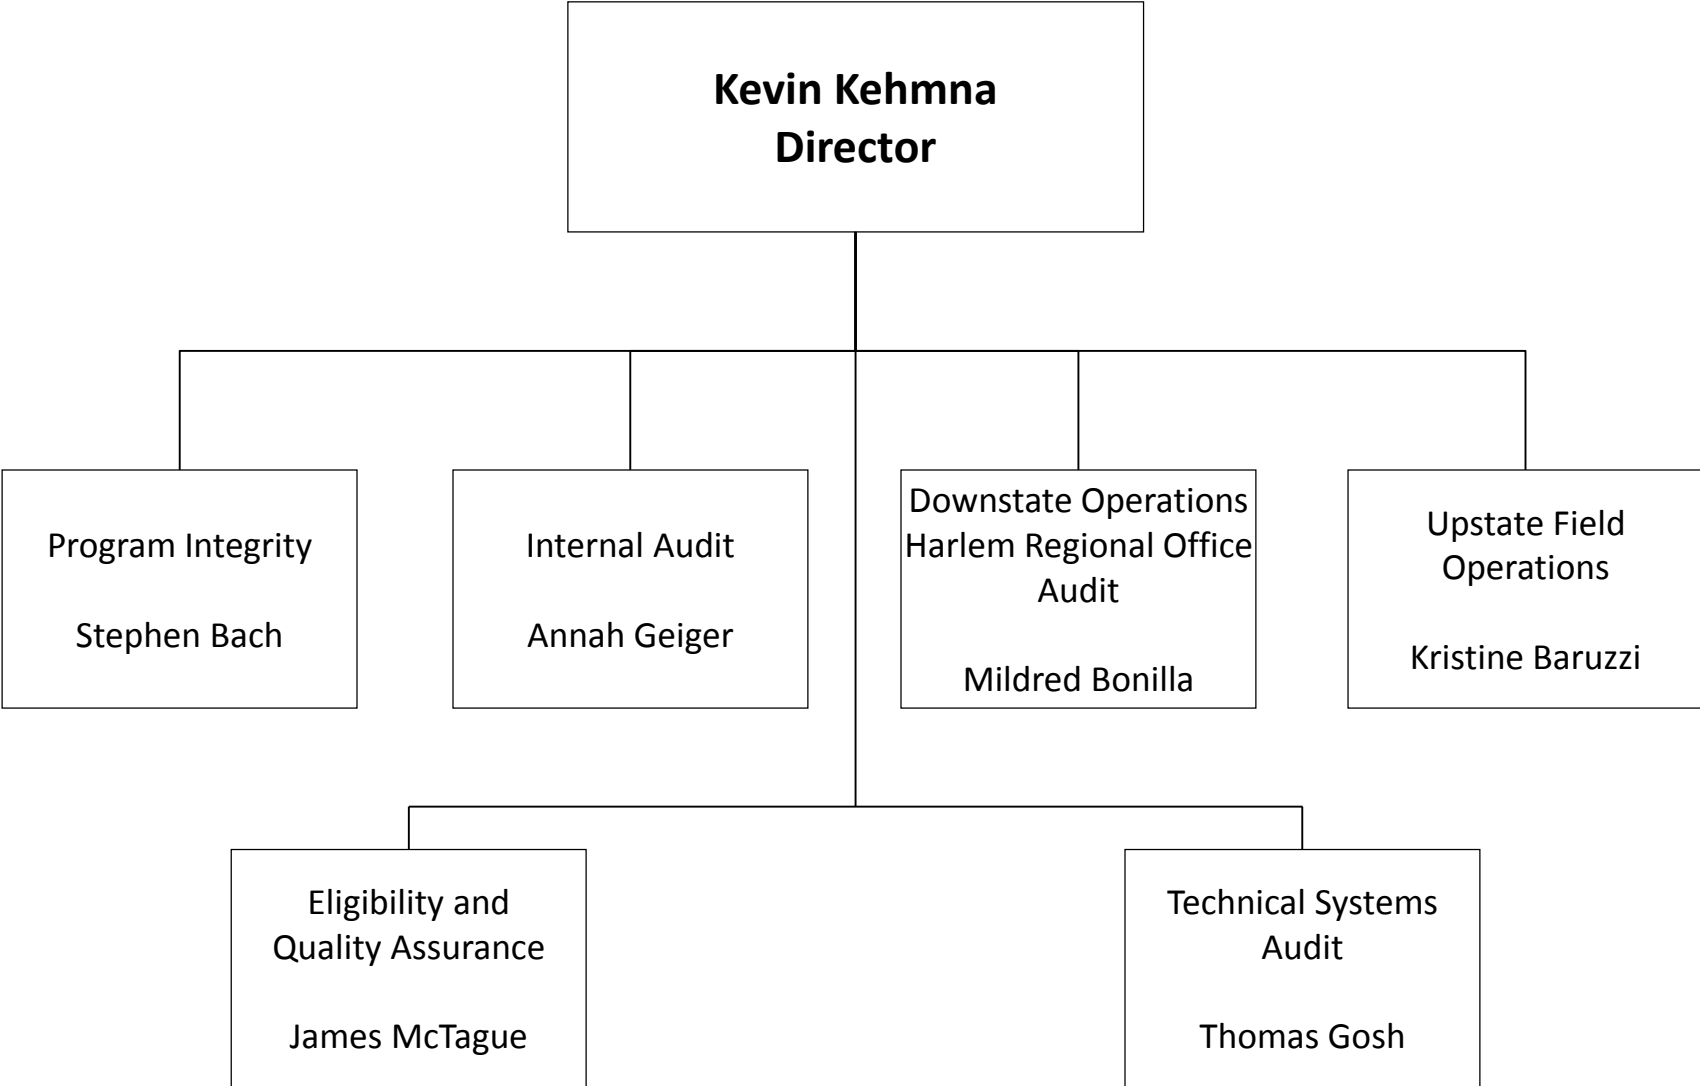 Kevin Kehmna
Director
Program Integrity
Stephen Bach
Internal Audit
Annah Geiger
Downstate Operations
Harlem Regional Office
Audit
Mildred Bonilla
Upstate Field
Operations
Kristine Baruzzi
Eligibility and
Quality Assurance
James McTague
Technical Systems
Audit
Thomas Gosh